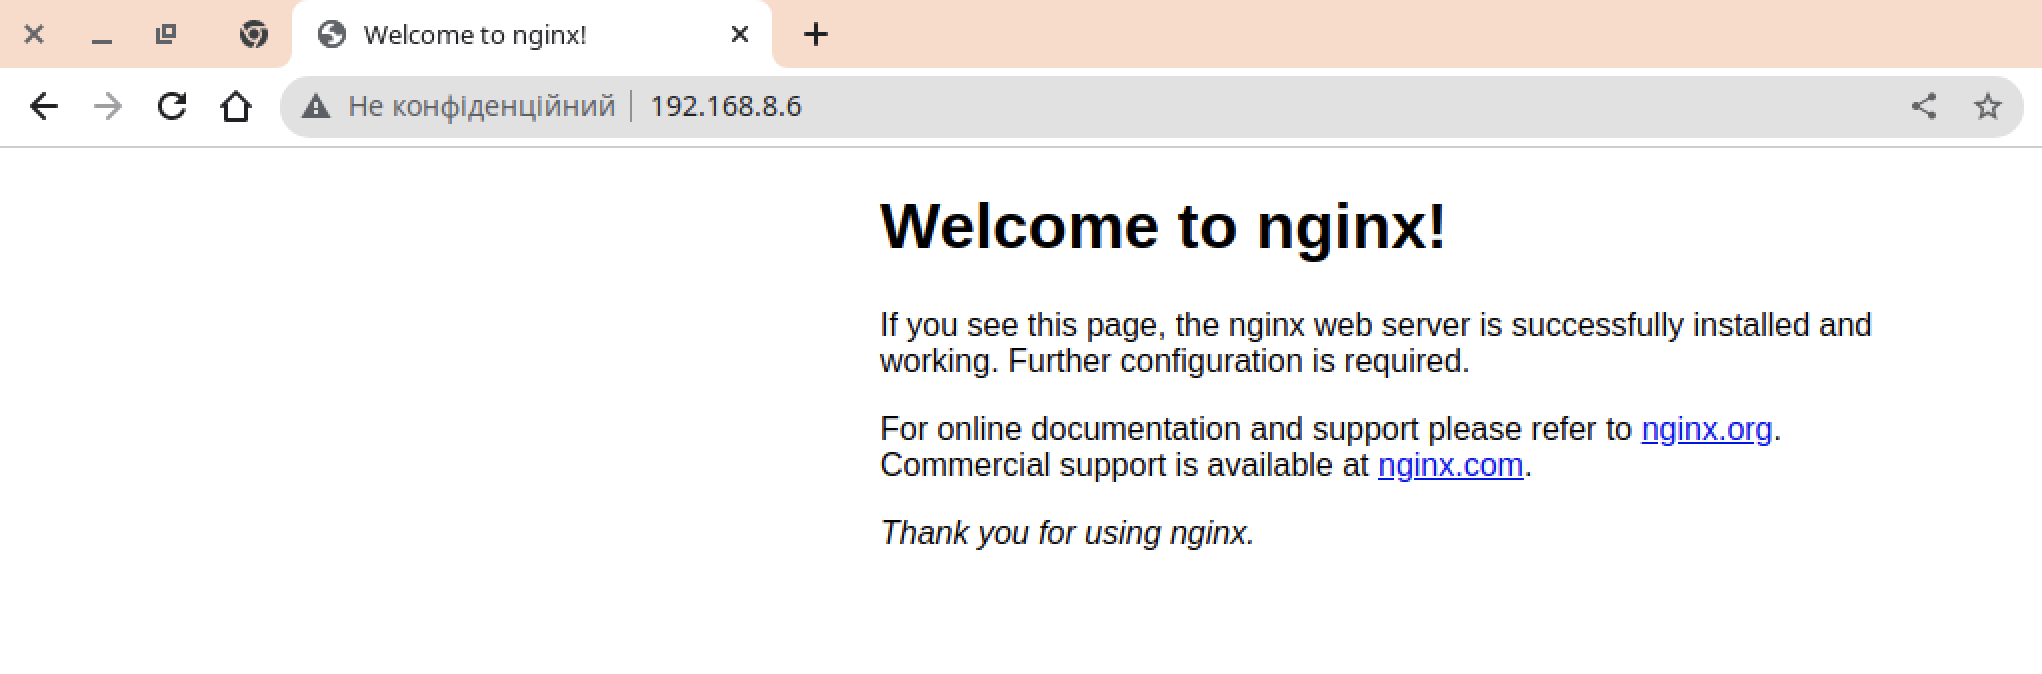 Welcome to nginx!
Не конфіденційний 192.168.8.6
Welcome to nginx!
If you see this page, the nginx web server is successfully installed and
working. Further configuration is required.
For online documentation and support please refer to nginx.org.
Commercial support is available at nginx.com.
Thank you for using nginx.